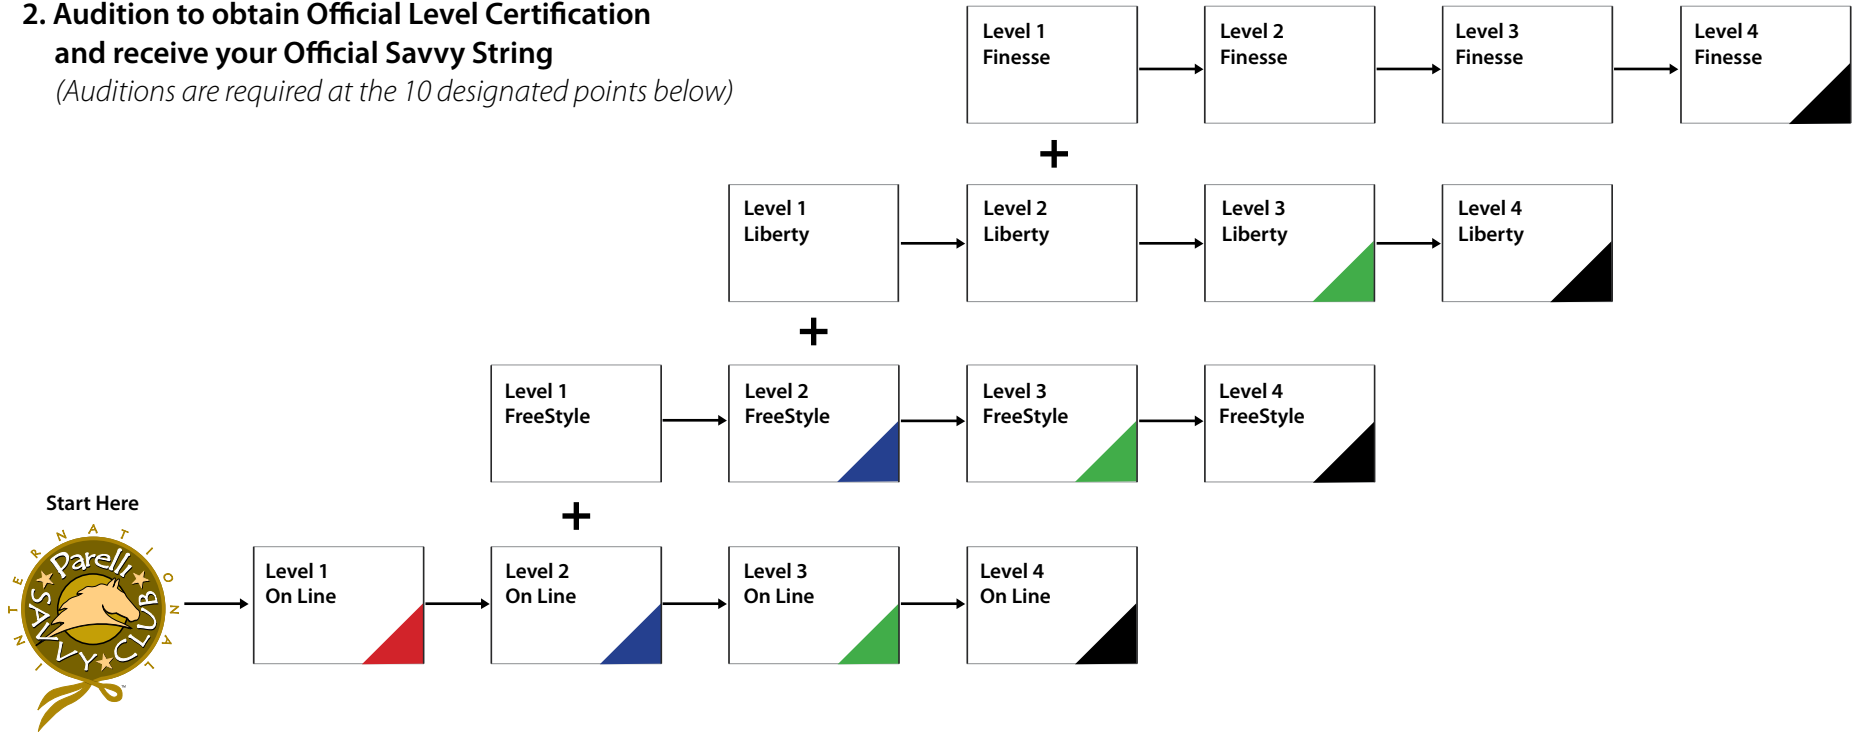 2. Audition to obtain Official Level Certification
and receive your Official Savvy String
(Auditions are required at the 10 designated points below)
Level 1
Finesse
Level 2
Finesse
Level 3
Finesse
Level 4
Finesse
+
Level 1
Liberty
Level 2
Liberty
Level 3
Liberty
Level 4
Liberty
+
Level 1
FreeStyle
Level 2
FreeStyle
Level 3
FreeStyle
Level 4
FreeStyle
+
Start Here
INTERNATIONAL
Parelli
SAVVY CLUB
™
Level 1
On Line
Level 2
On Line
Level 3
On Line
Level 4
On Line